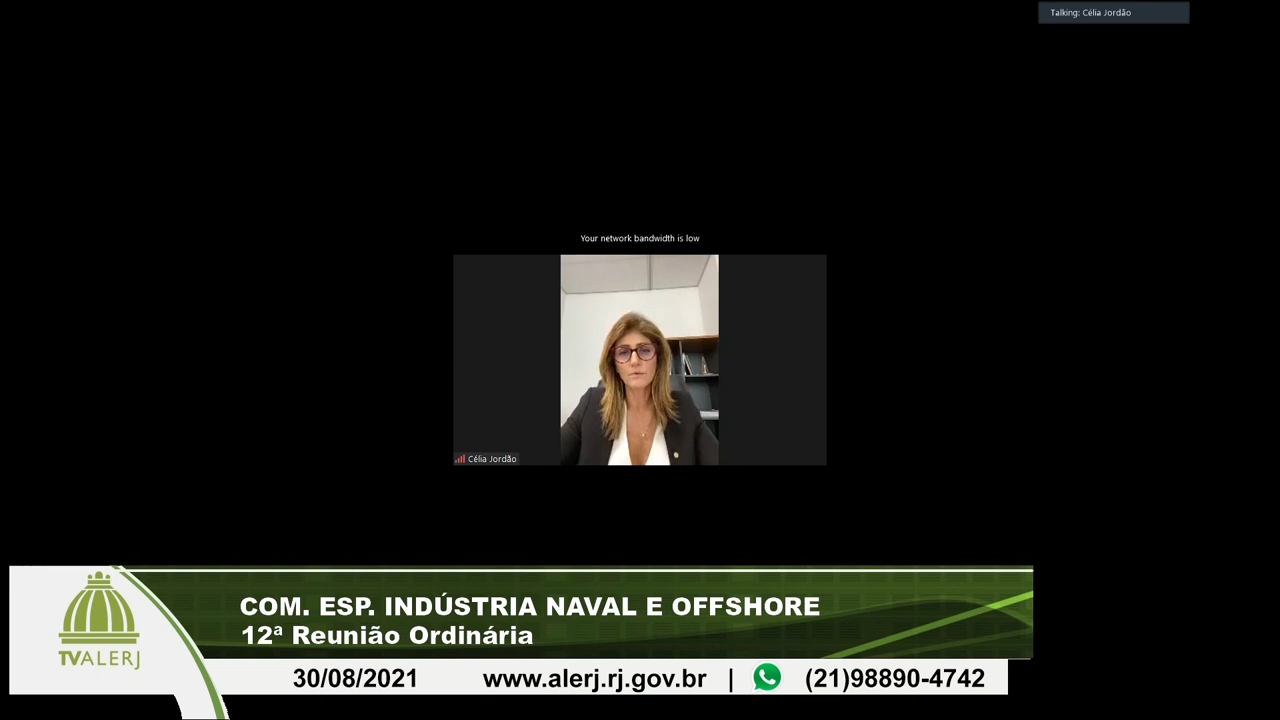 Talking: Célia Jordão
Your network bandwidth is low
Célia Jordão
COM. ESP. INDÚSTRIA NAVAL E OFFSHORE
12ª Reunião Ordinária
TVALERJ
30/08/2021 www.alerj.rj.gov.br | (21)98890-4742